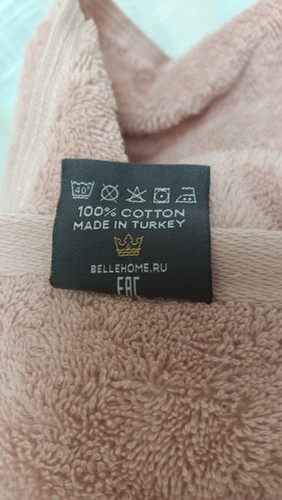 40°
100% COTTON
MADE IN TURKEY
BELLEHOME.RU
EAC